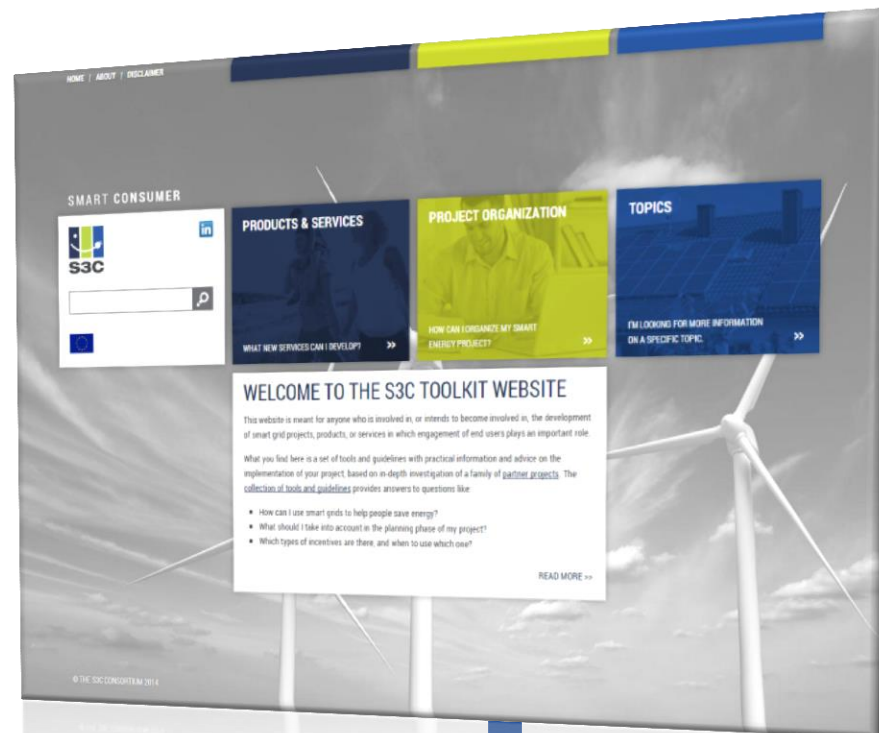 HOME / ABOUT / DISCLAIMER
SMART CONSUMER
S3C
in
PRODUCTS & SERVICES
WHAT NEW SERVICES CAN I DEVELOP? »
PROJECT ORGANIZATION
HOW CAN I ORGANIZE MY SMART
ENERGY PROJECT? »
TOPICS
I'M LOOKING FOR MORE INFORMATION
ON A SPECIFIC TOPIC. »
WELCOME TO THE S3C TOOLKIT WEBSITE
This website is meant for anyone who is involved in, or intends to become involved in, the development
of smart grid projects, products, or services in which engagement of end users plays an important role.
What you find here is a set of tools and guidelines with practical information and advice on the
implementation of your project, based on in-depth investigation of a family of partner projects. The
collection of tools and guidelines provides answers to questions like
• How can I use smart grids to help people save energy?
• What should I take into account in the planning phase of my project?
• Which types of incentives are there, and when to use which one?
READ MORE »
© THE S3C CONSORTIUM 2014